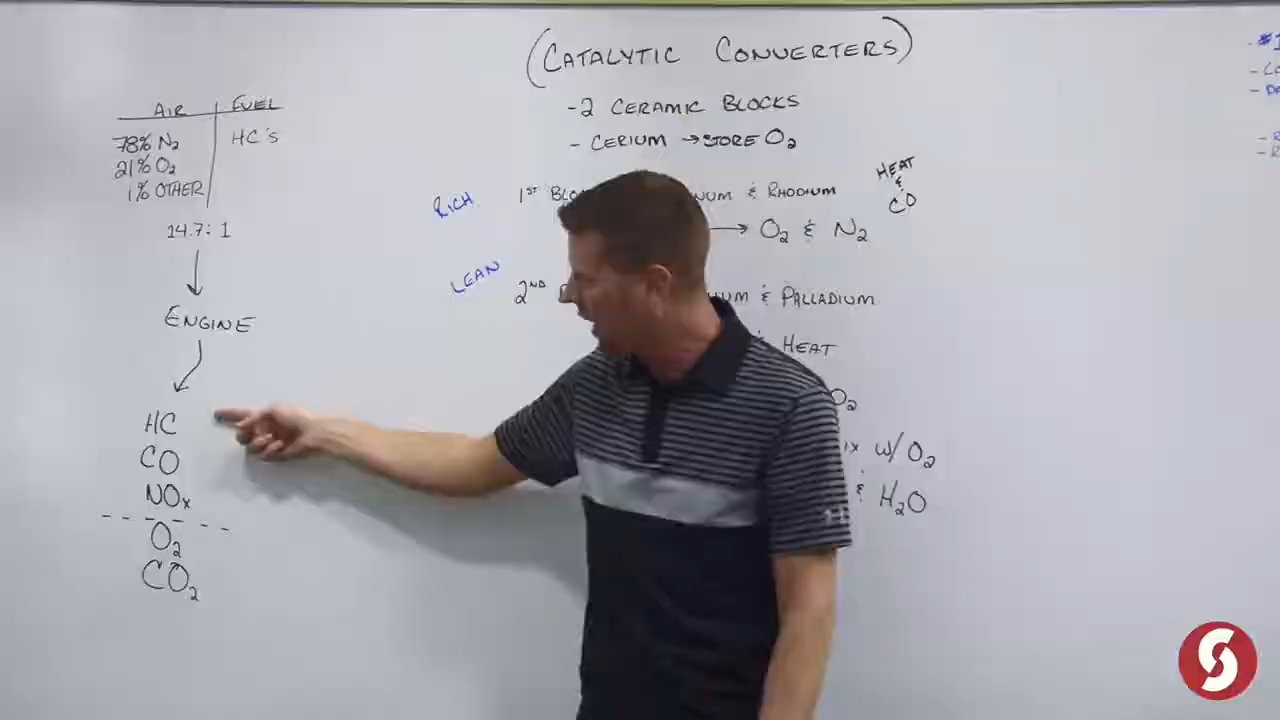 (CATALYTIC CONVERTERS)
AIR | FUEL
78% N2 | HC's
21% O2
1% OTHER
14.7:1
ENGINE
HC
CO
NOx
O2
CO2
- 2 CERAMIC BLOCKS
- CERIUM → STORE O2
RICH 1ST & RHODIUM
HEAT & CO
→ O2 & N2
LEAN 2ND & PALLADIUM
HEAT
w/ O2
& H2O